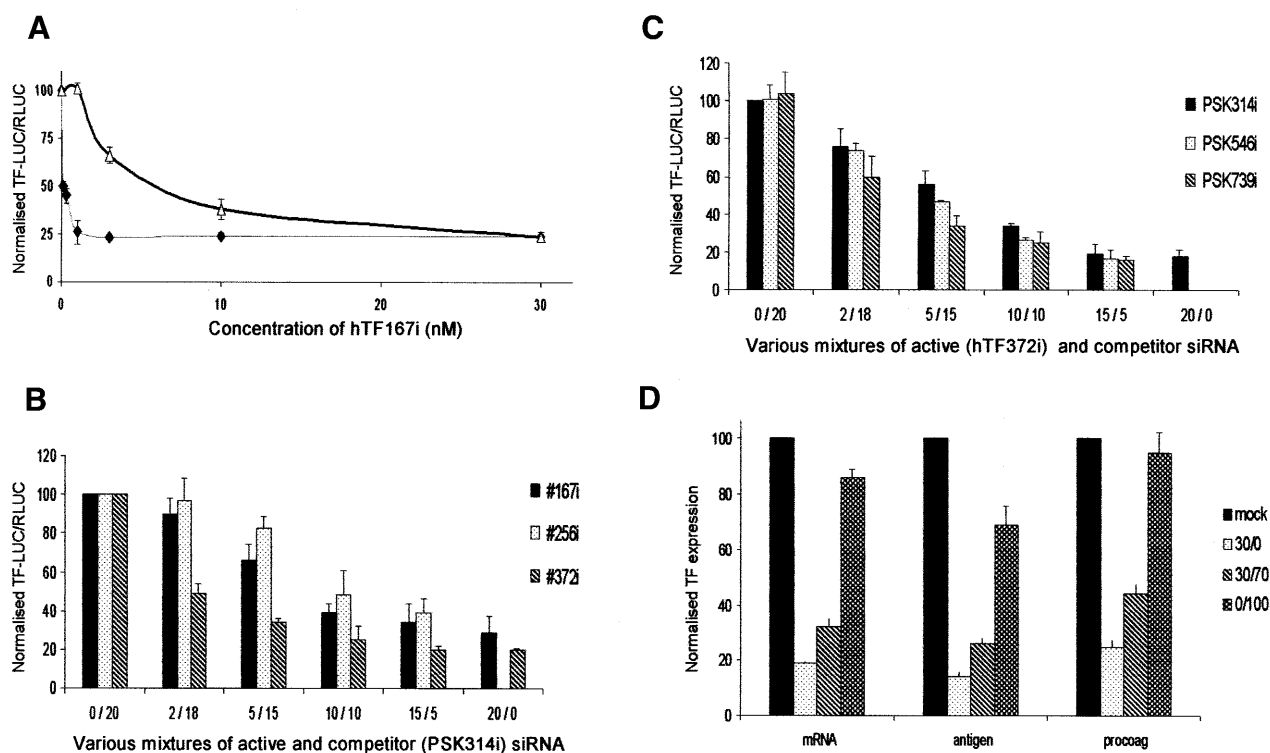 A
Normalised TF-LUC/RLUC
100
75
50
25
0
0 10 20 30
Concentration of hTF167i (nM)
B
Normalised TF-LUC/RLUC
120
100
80
60
40
20
0
0/20 2/18 5/15 10/10 15/5 20/0
Various mixtures of active and competitor (PSK314i) siRNA
#167i
#256i
#372i
C
Normalised TF-LUC/RLUC
120
100
80
60
40
20
0
0/20 2/18 5/15 10/10 15/5 20/0
Various mixtures of active (hTF372i) and competitor siRNA
PSK314i
PSK546i
PSK739i
D
Normalised TF expression
100
80
60
40
20
0
mRNA antigen procoag
mock
30/0
30/70
0/100